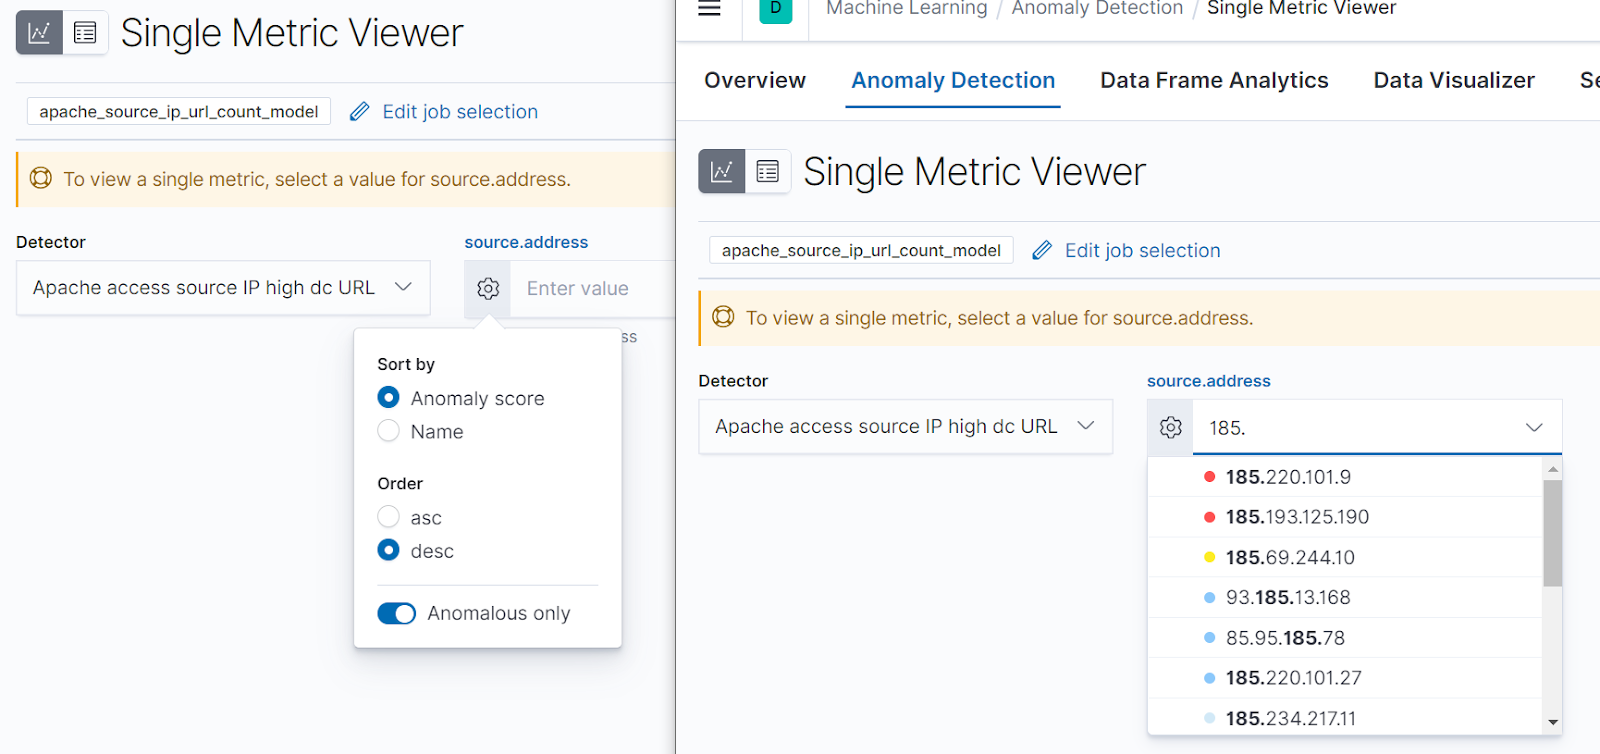 Single Metric Viewer
apache_source_ip_url_count_model
Edit job selection
To view a single metric, select a value for source.address.
Detector
source.address
Apache access source IP high dc URL
Enter value
ss
Sort by
Anomaly score
Name
Order
asc
desc
Anomalous only
D
Machine Learning / Anomaly Detection / Single Metric Viewer
Overview
Anomaly Detection
Data Frame Analytics
Data Visualizer
Se
Single Metric Viewer
apache_source_ip_url_count_model
Edit job selection
To view a single metric, select a value for source.address.
Detector
source.address
Apache access source IP high dc URL
185.
185.220.101.9
185.193.125.190
185.69.244.10
93.185.13.168
85.95.185.78
185.220.101.27
185.234.217.11